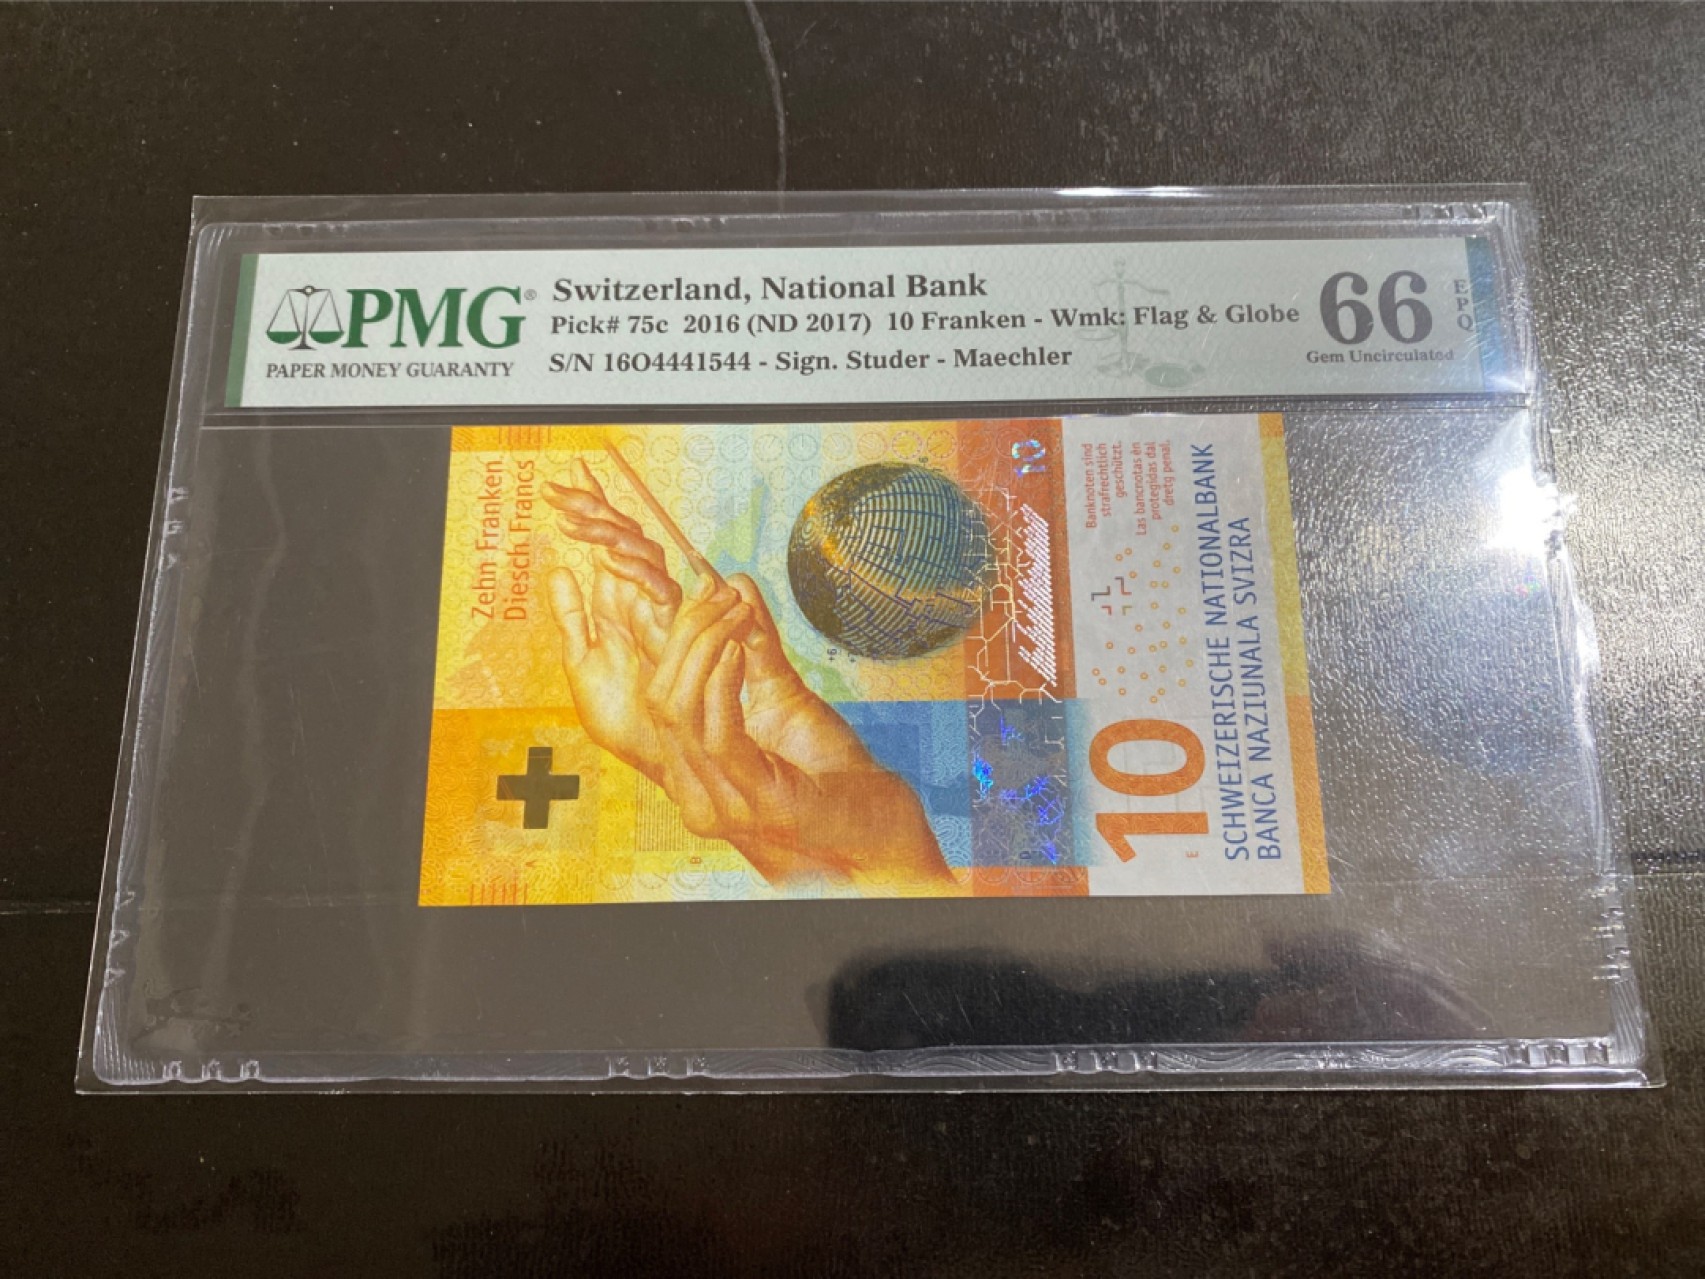 PMG®
PAPER MONEY GUARANTY
Switzerland, National Bank
Pick# 75c 2016 (ND 2017) 10 Franken - Wmk: Flag & Globe
S/N 16O4441544 - Sign. Studer - Maechler
66
EPQ
Gem Uncirculated
Zehn Franken
Diesch Francs
10
Banknoten sind
strafrechtlich
geschützt.
Las bancnotas èn
protegidas dal
dretg penal.
10
SCHWEIZERISCHE NATIONALBANK
BANCA NAZIUNALA SVIZRA